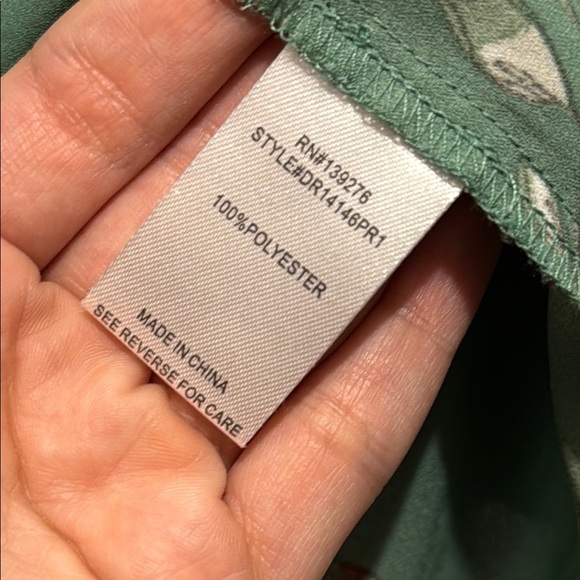 RN#139276
STYLE#DR14146PR1
100%POLYESTER
MADE IN CHINA
SEE REVERSE FOR CARE